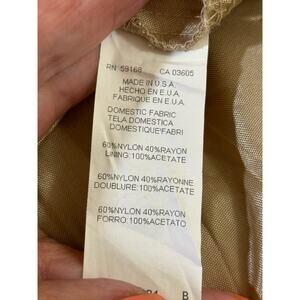 RN 59168 CA 03605
MADE IN U.S.A.
HECHO EN E.U.A.
FABRIQUE EN E.U.A.
DOMESTIC FABRIC
TELA DOMESTICA
DOMESTIQUE'FABRI
60%NYLON 40%RAYON
LINING:100%ACETATE
60%NYLON 40%RAYONNE
DOUBLURE:100%ACETATE
60%NYLON 40%RAYON
FORRO:100%ACETATO
B